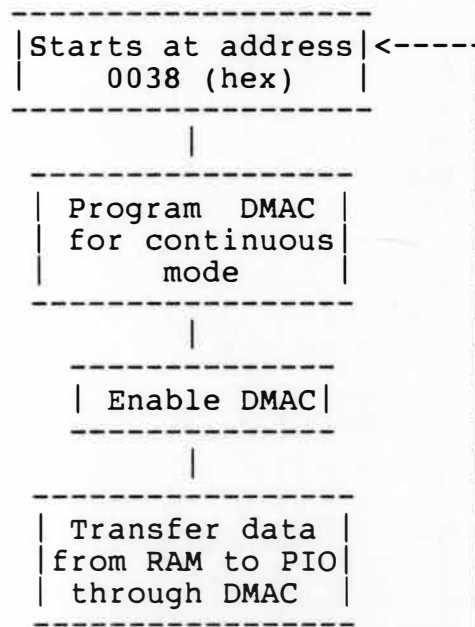 Starts at address
0038 (hex)
Program DMAC
for continuous
mode
Enable DMAC
Transfer data
from RAM to PIO
through DMAC